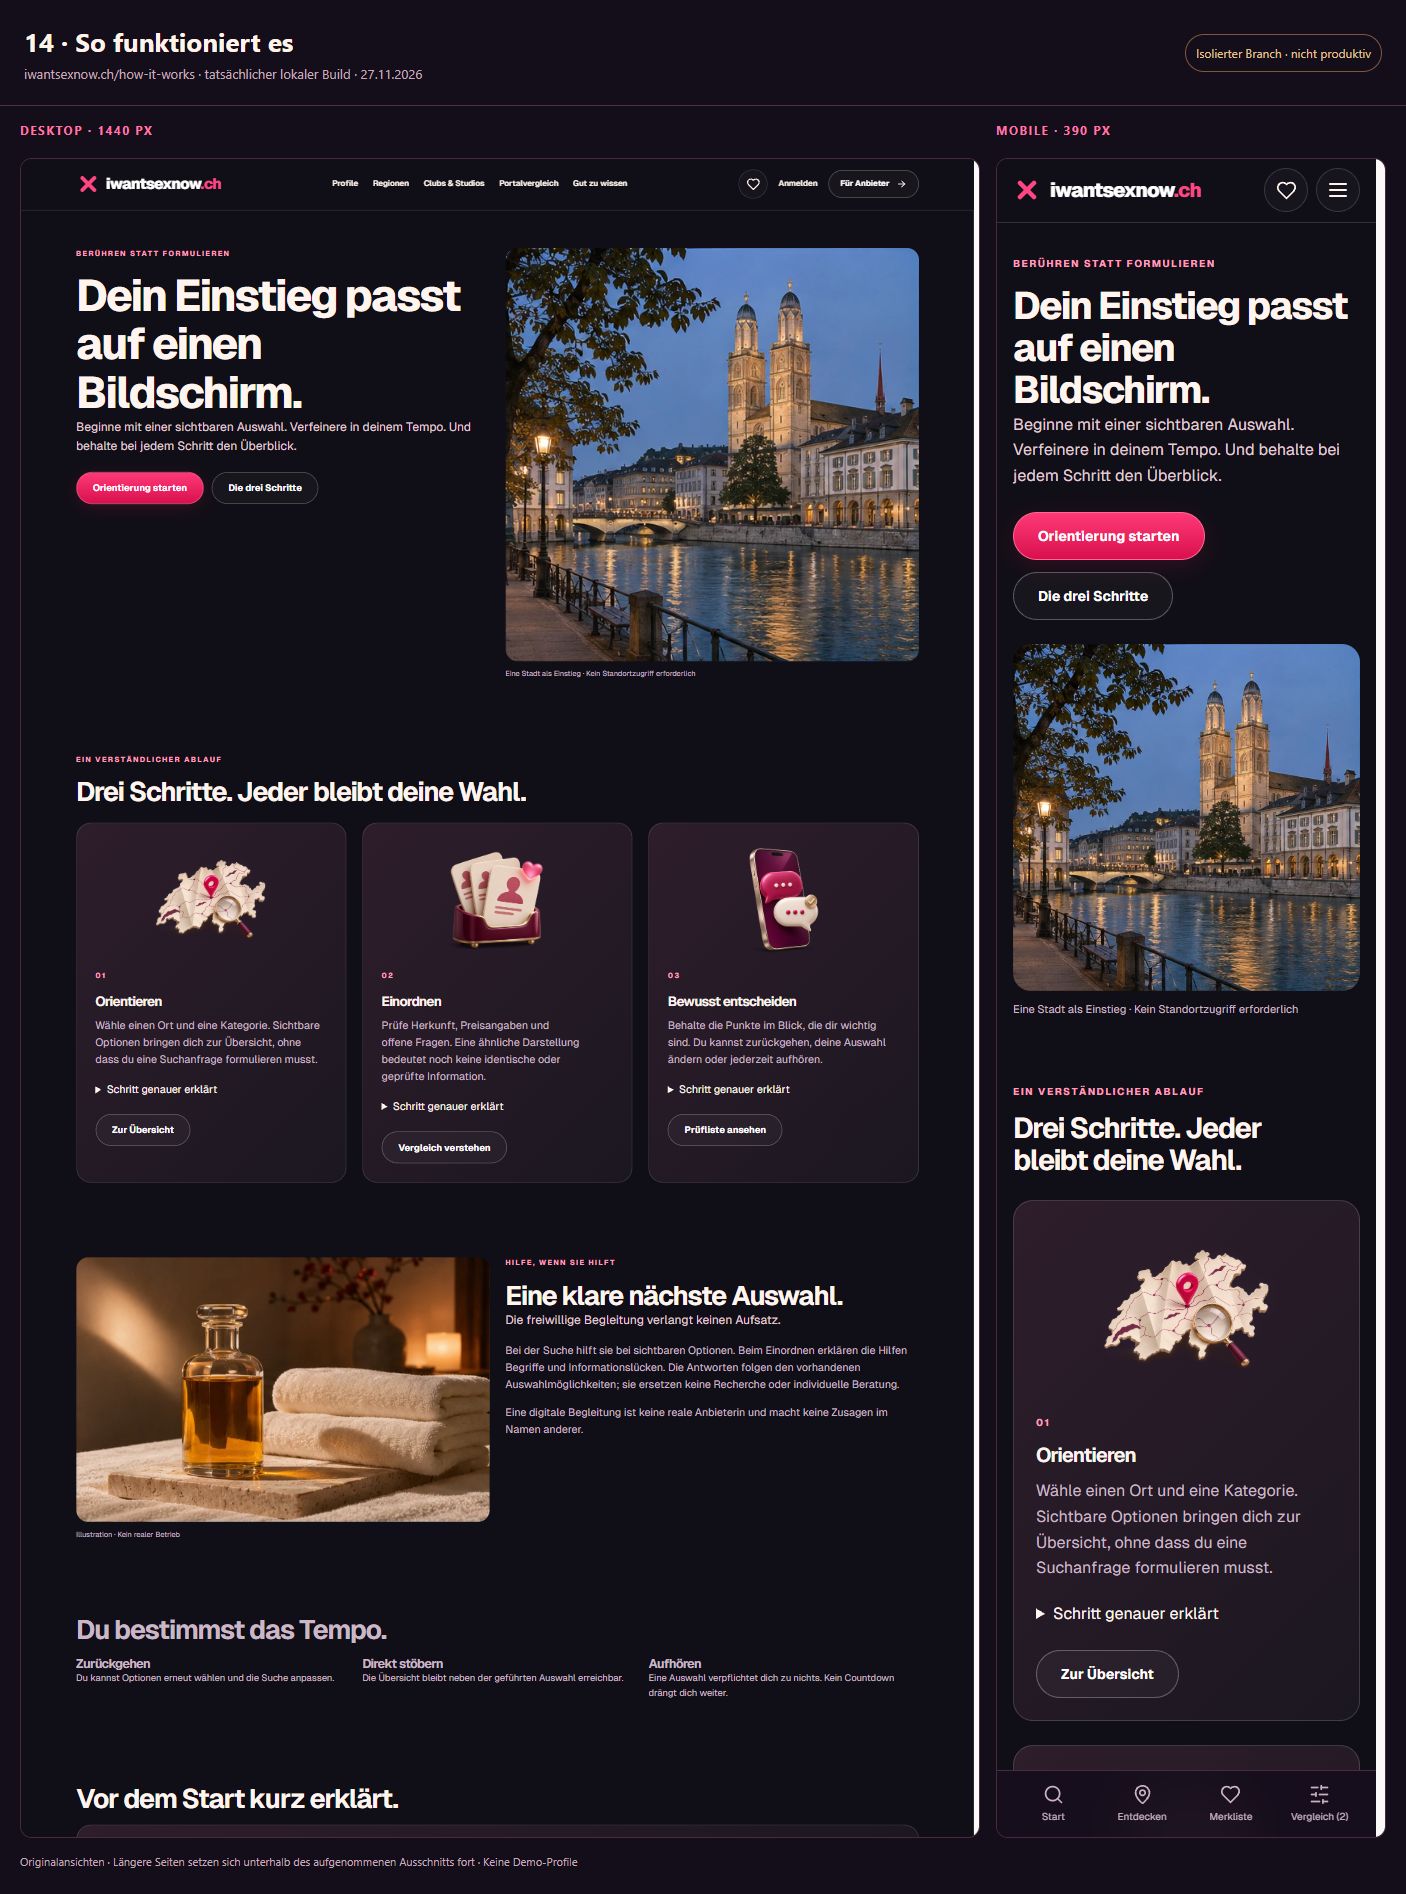 14 · So funktioniert es
iwantsexnow.ch/how-it-works · tatsächlicher lokaler Build · 27.11.2026
Isolierter Branch · nicht produktiv
DESKTOP · 1440 PX
iwantsexnow.ch
Profile
Regionen
Clubs & Studios
Portalvergleich
Gut zu wissen
Anmelden
Für Anbieter
BERÜHREN STATT FORMULIEREN
Dein Einstieg passt
auf einen
Bildschirm.
Beginne mit einer sichtbaren Auswahl. Verfeinere in deinem Tempo. Und
behalte bei jedem Schritt den Überblick.
Orientierung starten
Die drei Schritte
Eine Stadt als Einstieg · Kein Standortzugriff erforderlich
EIN VERSTÄNDLICHER ABLAUF
Drei Schritte. Jeder bleibt deine Wahl.
01
Orientieren
Wähle einen Ort und eine Kategorie. Sichtbare
Optionen bringen dich zur Übersicht, ohne
dass du eine Suchanfrage formulieren musst.
Schritt genauer erklärt
Zur Übersicht
02
Einordnen
Prüfe Herkunft, Preisangaben und
offene Fragen. Eine ähnliche Darstellung
bedeutet noch keine identische oder
geprüfte Information.
Schritt genauer erklärt
Vergleich verstehen
03
Bewusst entscheiden
Behalte die Punkte im Blick, die dir wichtig
sind. Du kannst zurückgehen, deine Auswahl
ändern oder jederzeit aufhören.
Schritt genauer erklärt
Prüfliste ansehen
Illustration · Kein realer Betrieb
HILFE, WENN SIE HILFT
Eine klare nächste Auswahl.
Die freiwillige Begleitung verlangt keinen Aufsatz.
Bei der Suche hilft sie bei sichtbaren Optionen. Beim Einordnen erklären die Hilfen
Begriffe und Informationslücken. Die Antworten folgen den vorhandenen
Auswahlmöglichkeiten; sie ersetzen keine Recherche oder individuelle Beratung.
Eine digitale Begleitung ist keine reale Anbieterin und macht keine Zusagen im
Namen anderer.
Du bestimmst das Tempo.
Zurückgehen
Du kannst Optionen erneut wählen und die Suche anpassen.
Direkt stöbern
Die Übersicht bleibt neben der geführten Auswahl erreichbar.
Aufhören
Eine Auswahl verpflichtet dich zu nichts. Kein Countdown
drängt dich weiter.
Vor dem Start kurz erklärt.
MOBILE · 390 PX
iwantsexnow.ch
BERÜHREN STATT FORMULIEREN
Dein Einstieg passt
auf einen
Bildschirm.
Beginne mit einer sichtbaren Auswahl.
Verfeinere in deinem Tempo. Und behalte bei
jedem Schritt den Überblick.
Orientierung starten
Die drei Schritte
Eine Stadt als Einstieg · Kein Standortzugriff erforderlich
EIN VERSTÄNDLICHER ABLAUF
Drei Schritte. Jeder
bleibt deine Wahl.
01
Orientieren
Wähle einen Ort und eine Kategorie.
Sichtbare Optionen bringen dich zur
Übersicht, ohne dass du eine
Suchanfrage formulieren musst.
Schritt genauer erklärt
Zur Übersicht
Start
Entdecken
Merkliste
Vergleich (2)
Originalansichten · Längere Seiten setzen sich unterhalb des aufgenommenen Ausschnitts fort · Keine Demo-Profile